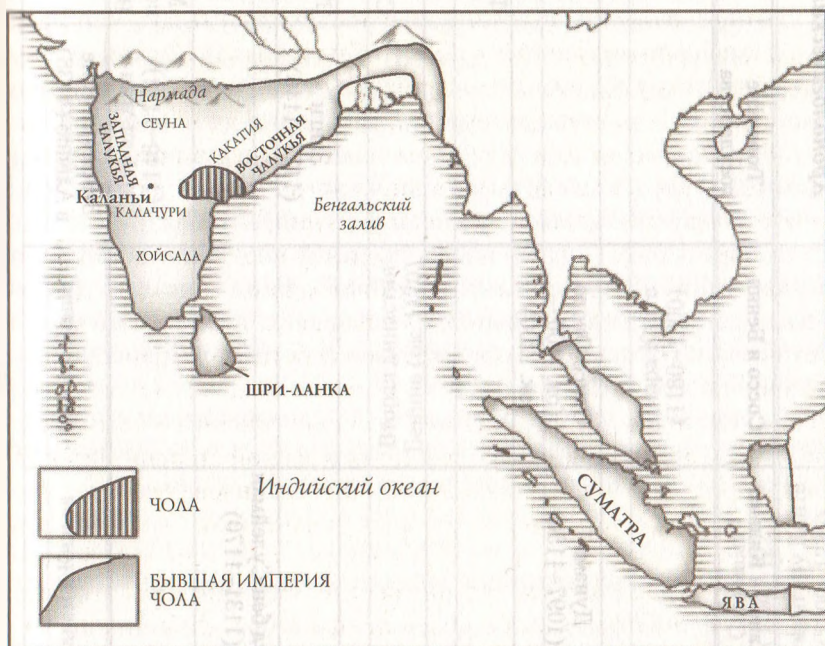 Нармада
СЕУНА
ЗАПАДНАЯ
ЧАЛУКЬЯ
КАКАТИЯ
ВОСТОЧНАЯ
ЧАЛУКЬЯ
Каланьи
КАЛАЧУРИ
Бенгальский
залив
ХОЙСАЛА
ШРИ-ЛАНКА
Индийский океан
СУМАТРА
ЯВА
ЧОЛА
БЫВШАЯ ИМПЕРИЯ
ЧОЛА